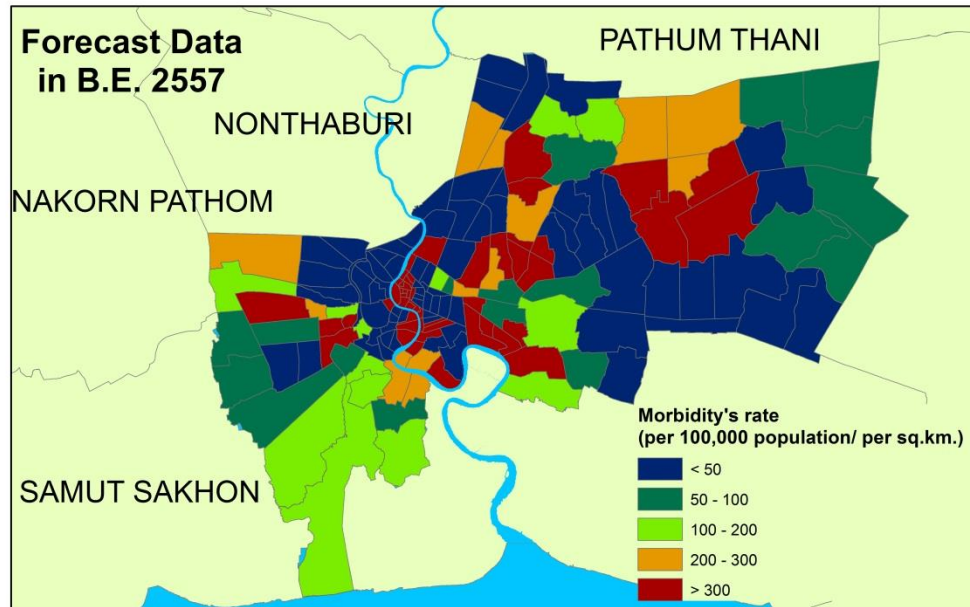 Forecast Data
in B.E. 2557
PATHUM THANI
NONTHABURI
NAKORN PATHOM
SAMUT SAKHON
Morbidity's rate
(per 100,000 population/ per sq.km.)
< 50
50 - 100
100 - 200
200 - 300
> 300